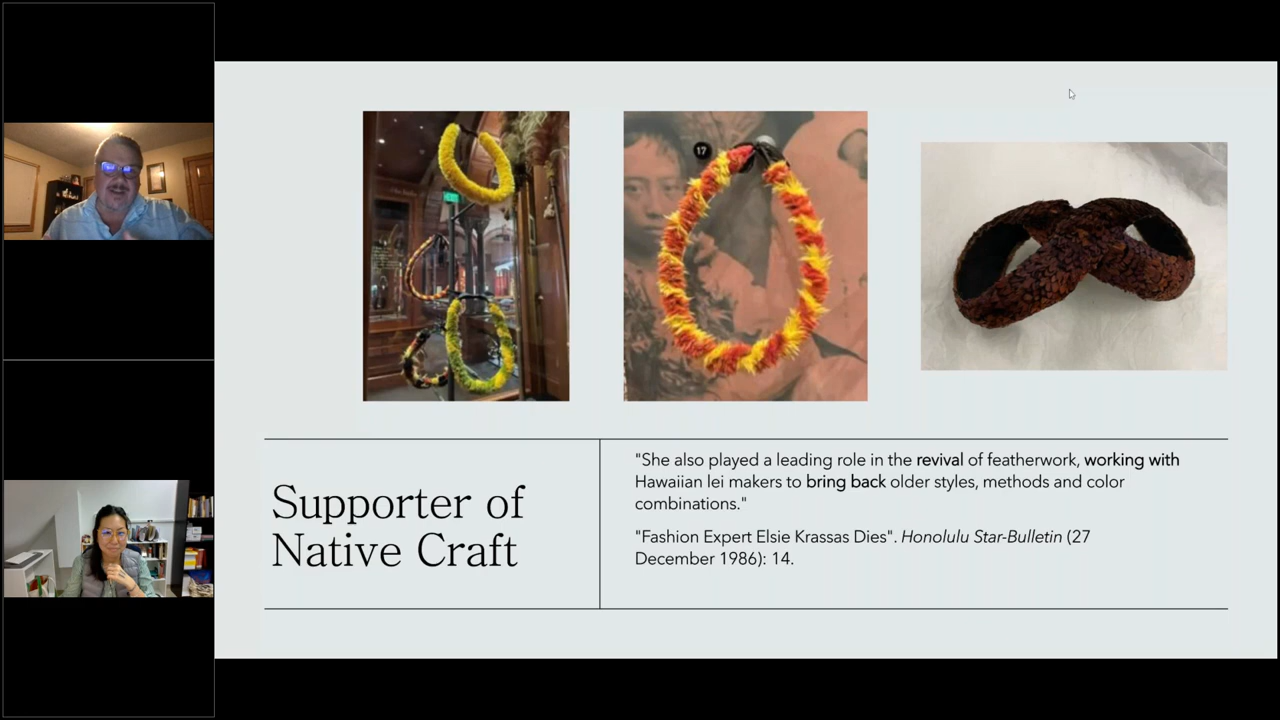 17
Supporter of
Native Craft
"She also played a leading role in the revival of featherwork, working with
Hawaiian lei makers to bring back older styles, methods and color
combinations."
"Fashion Expert Elsie Krassas Dies". Honolulu Star-Bulletin (27
December 1986): 14.